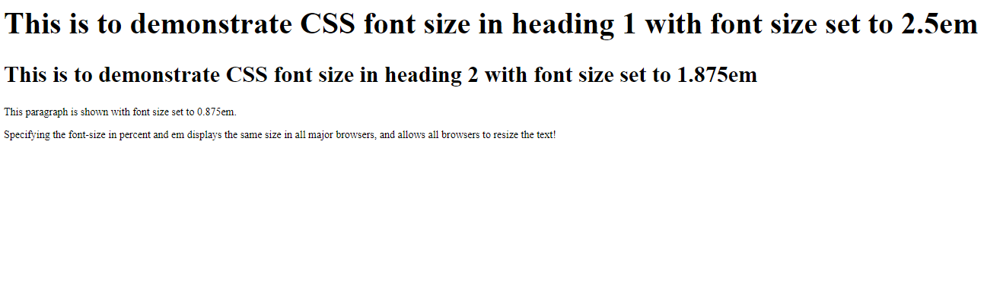 This is to demonstrate CSS font size in heading 1 with font size set to 2.5em
This is to demonstrate CSS font size in heading 2 with font size set to 1.875em
This paragraph is shown with font size set to 0.875em.
Specifying the font-size in percent and em displays the same size in all major browsers, and allows all browsers to resize the text!